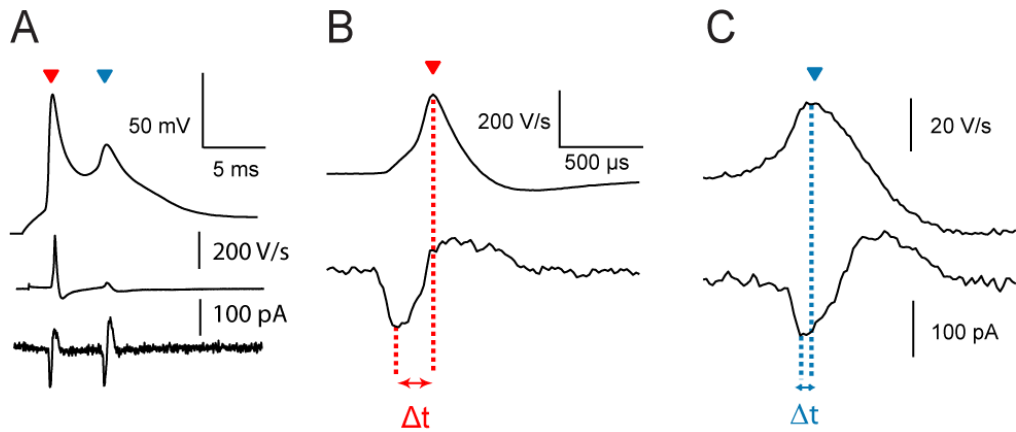 A
50 mV
5 ms
200 V/s
100 pA
B
200 V/s
500 µs
Δt
C
20 V/s
100 pA
Δt